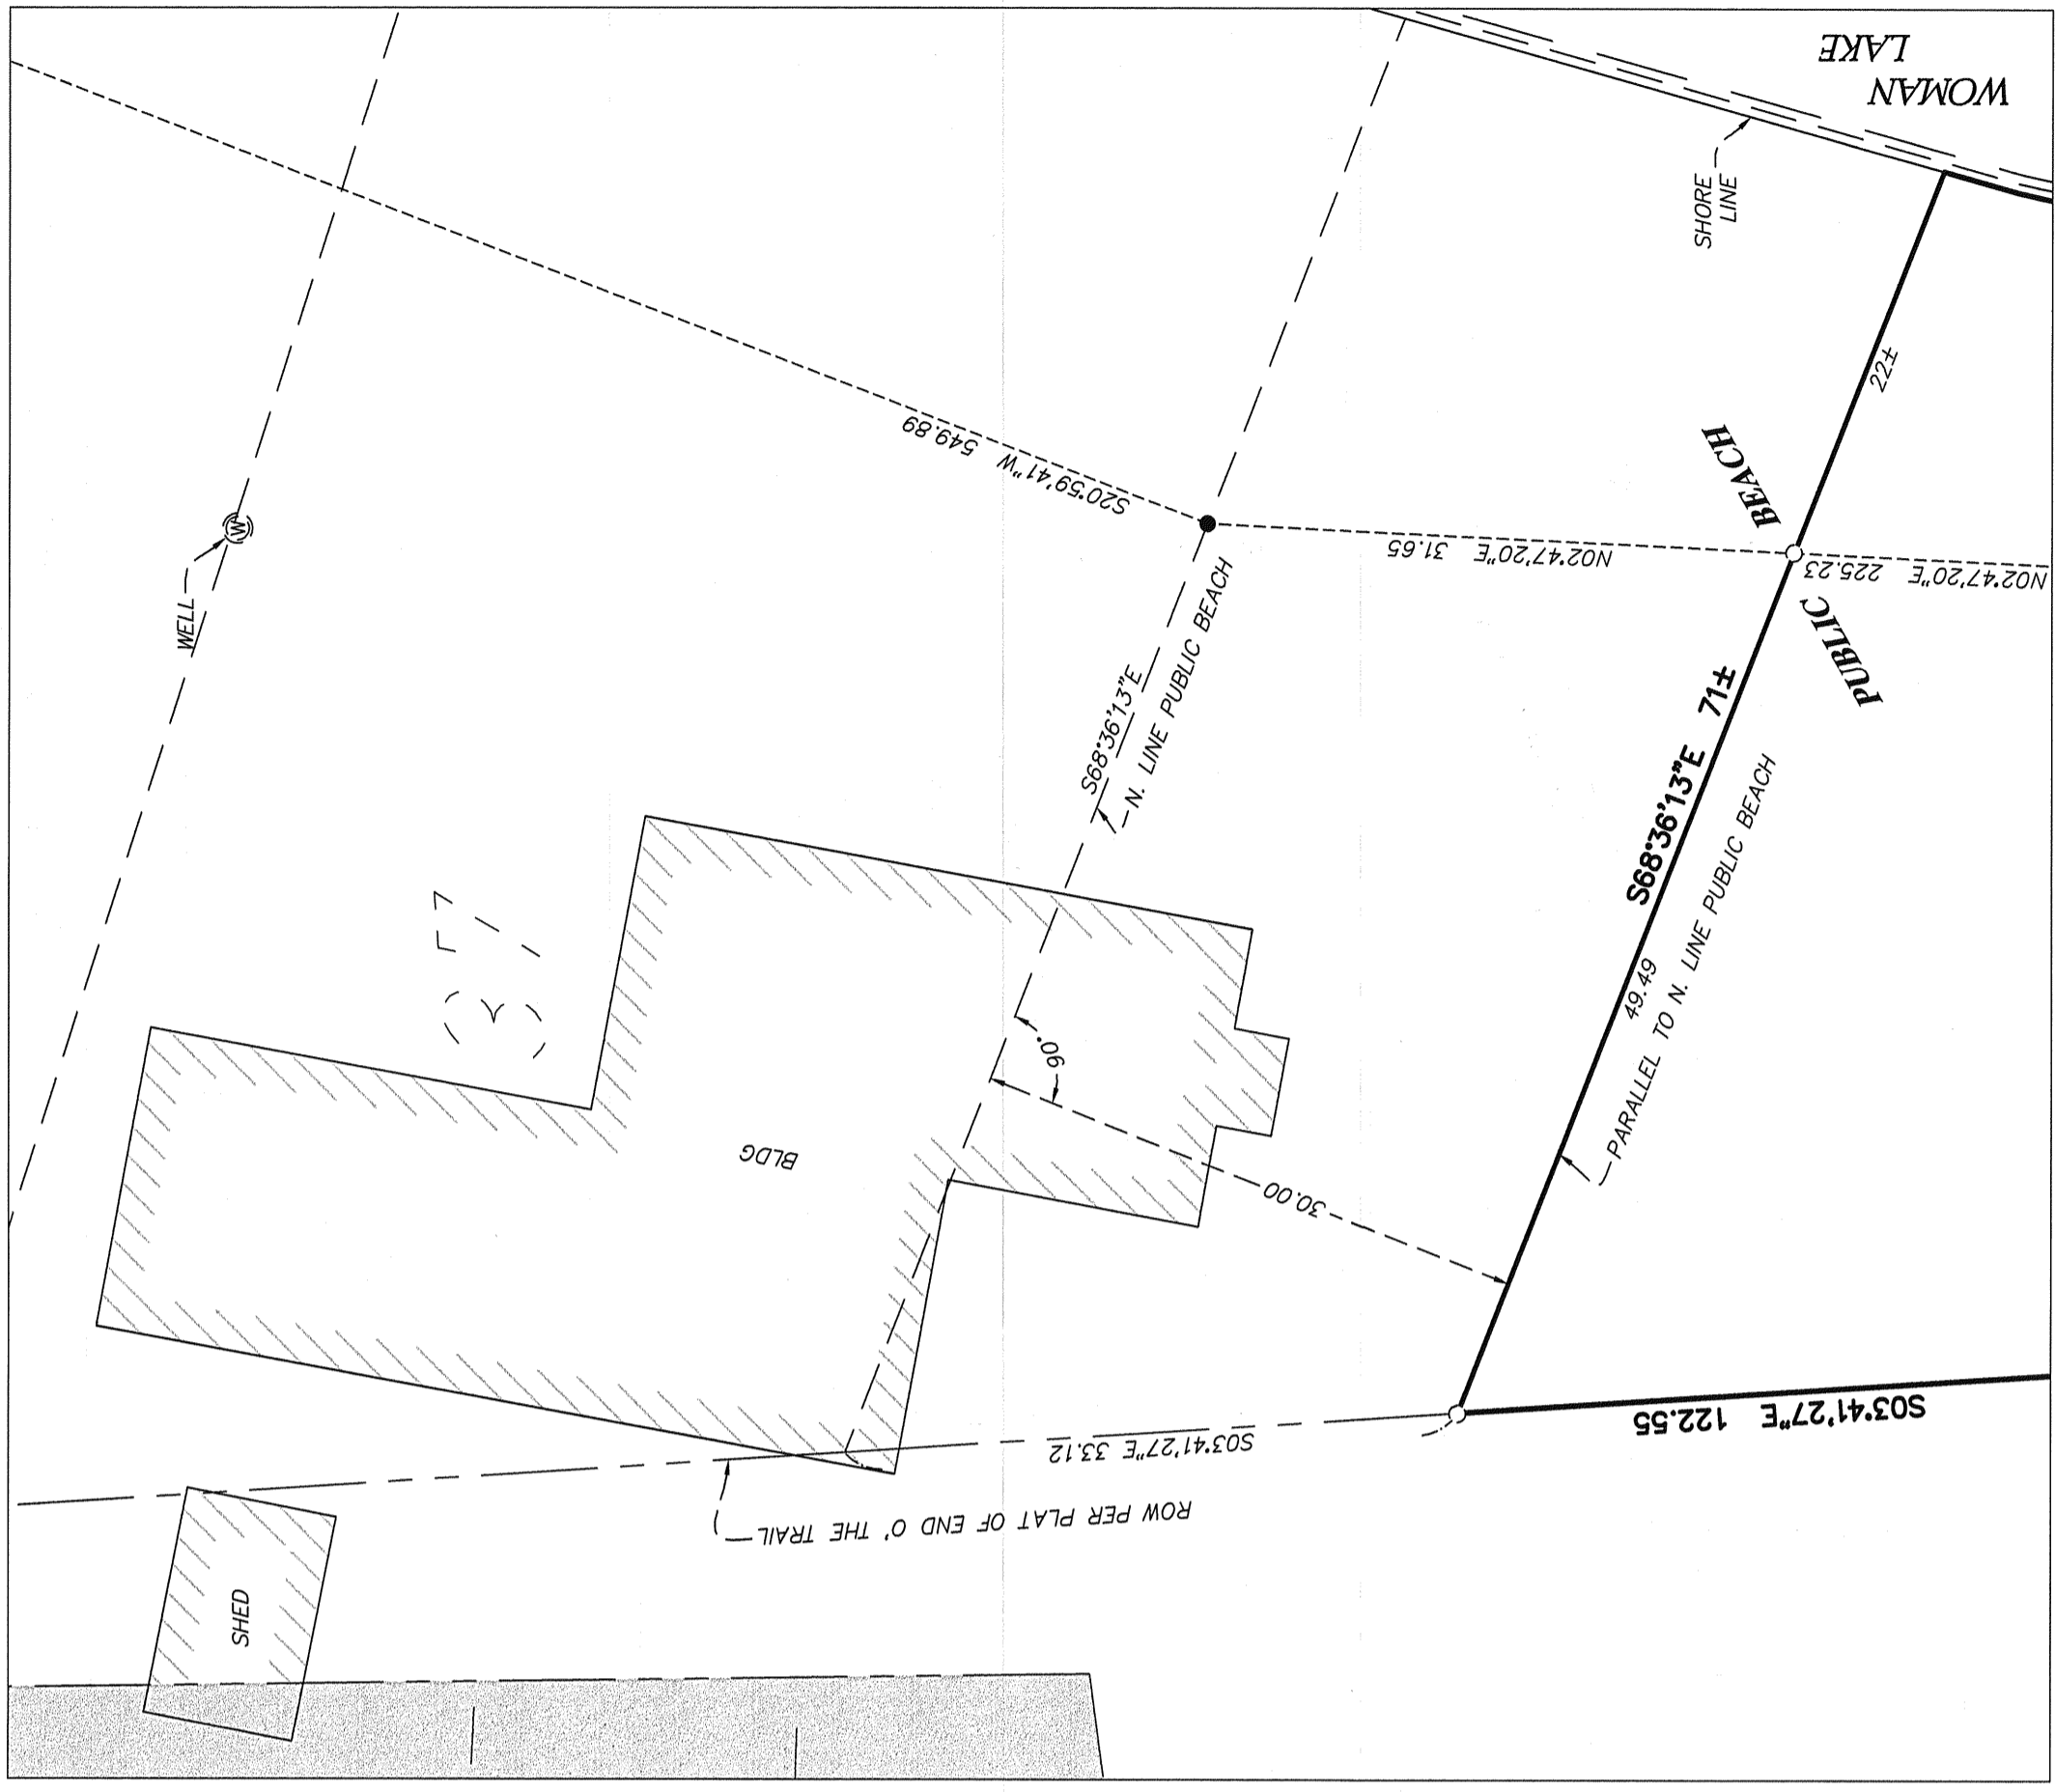 WOMAN
LAKE
SHORE
LINE
22±
PUBLIC
BEACH
N02°47'20"E 225.23
N02°47'20"E 31.65
S20°59'41"W 549.89
WELL
W
S68°36'13"E
N. LINE PUBLIC BEACH
S68°36'13"E 71±
49.49
PARALLEL TO N. LINE PUBLIC BEACH
27
BLDG
90°
30.00
S03°41'27"E 122.55
S03°41'27"E 33.12
ROW PER PLAT OF END O' THE TRAIL
SHED